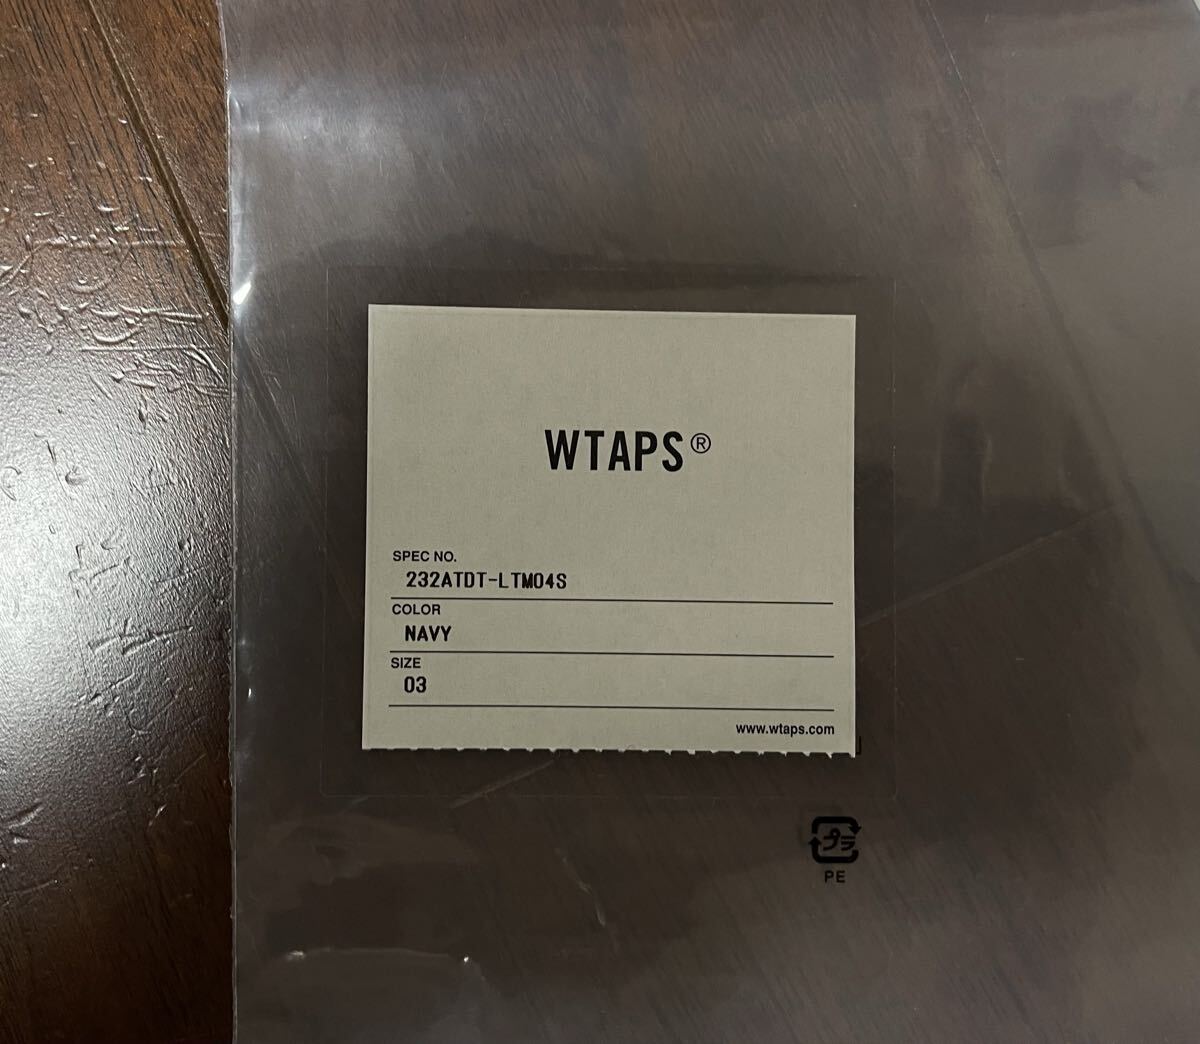 WTAPS®
SPEC NO.
232ATDT-LTM04S
COLOR
NAVY
SIZE
03
www.wtaps.com
プラ
PE